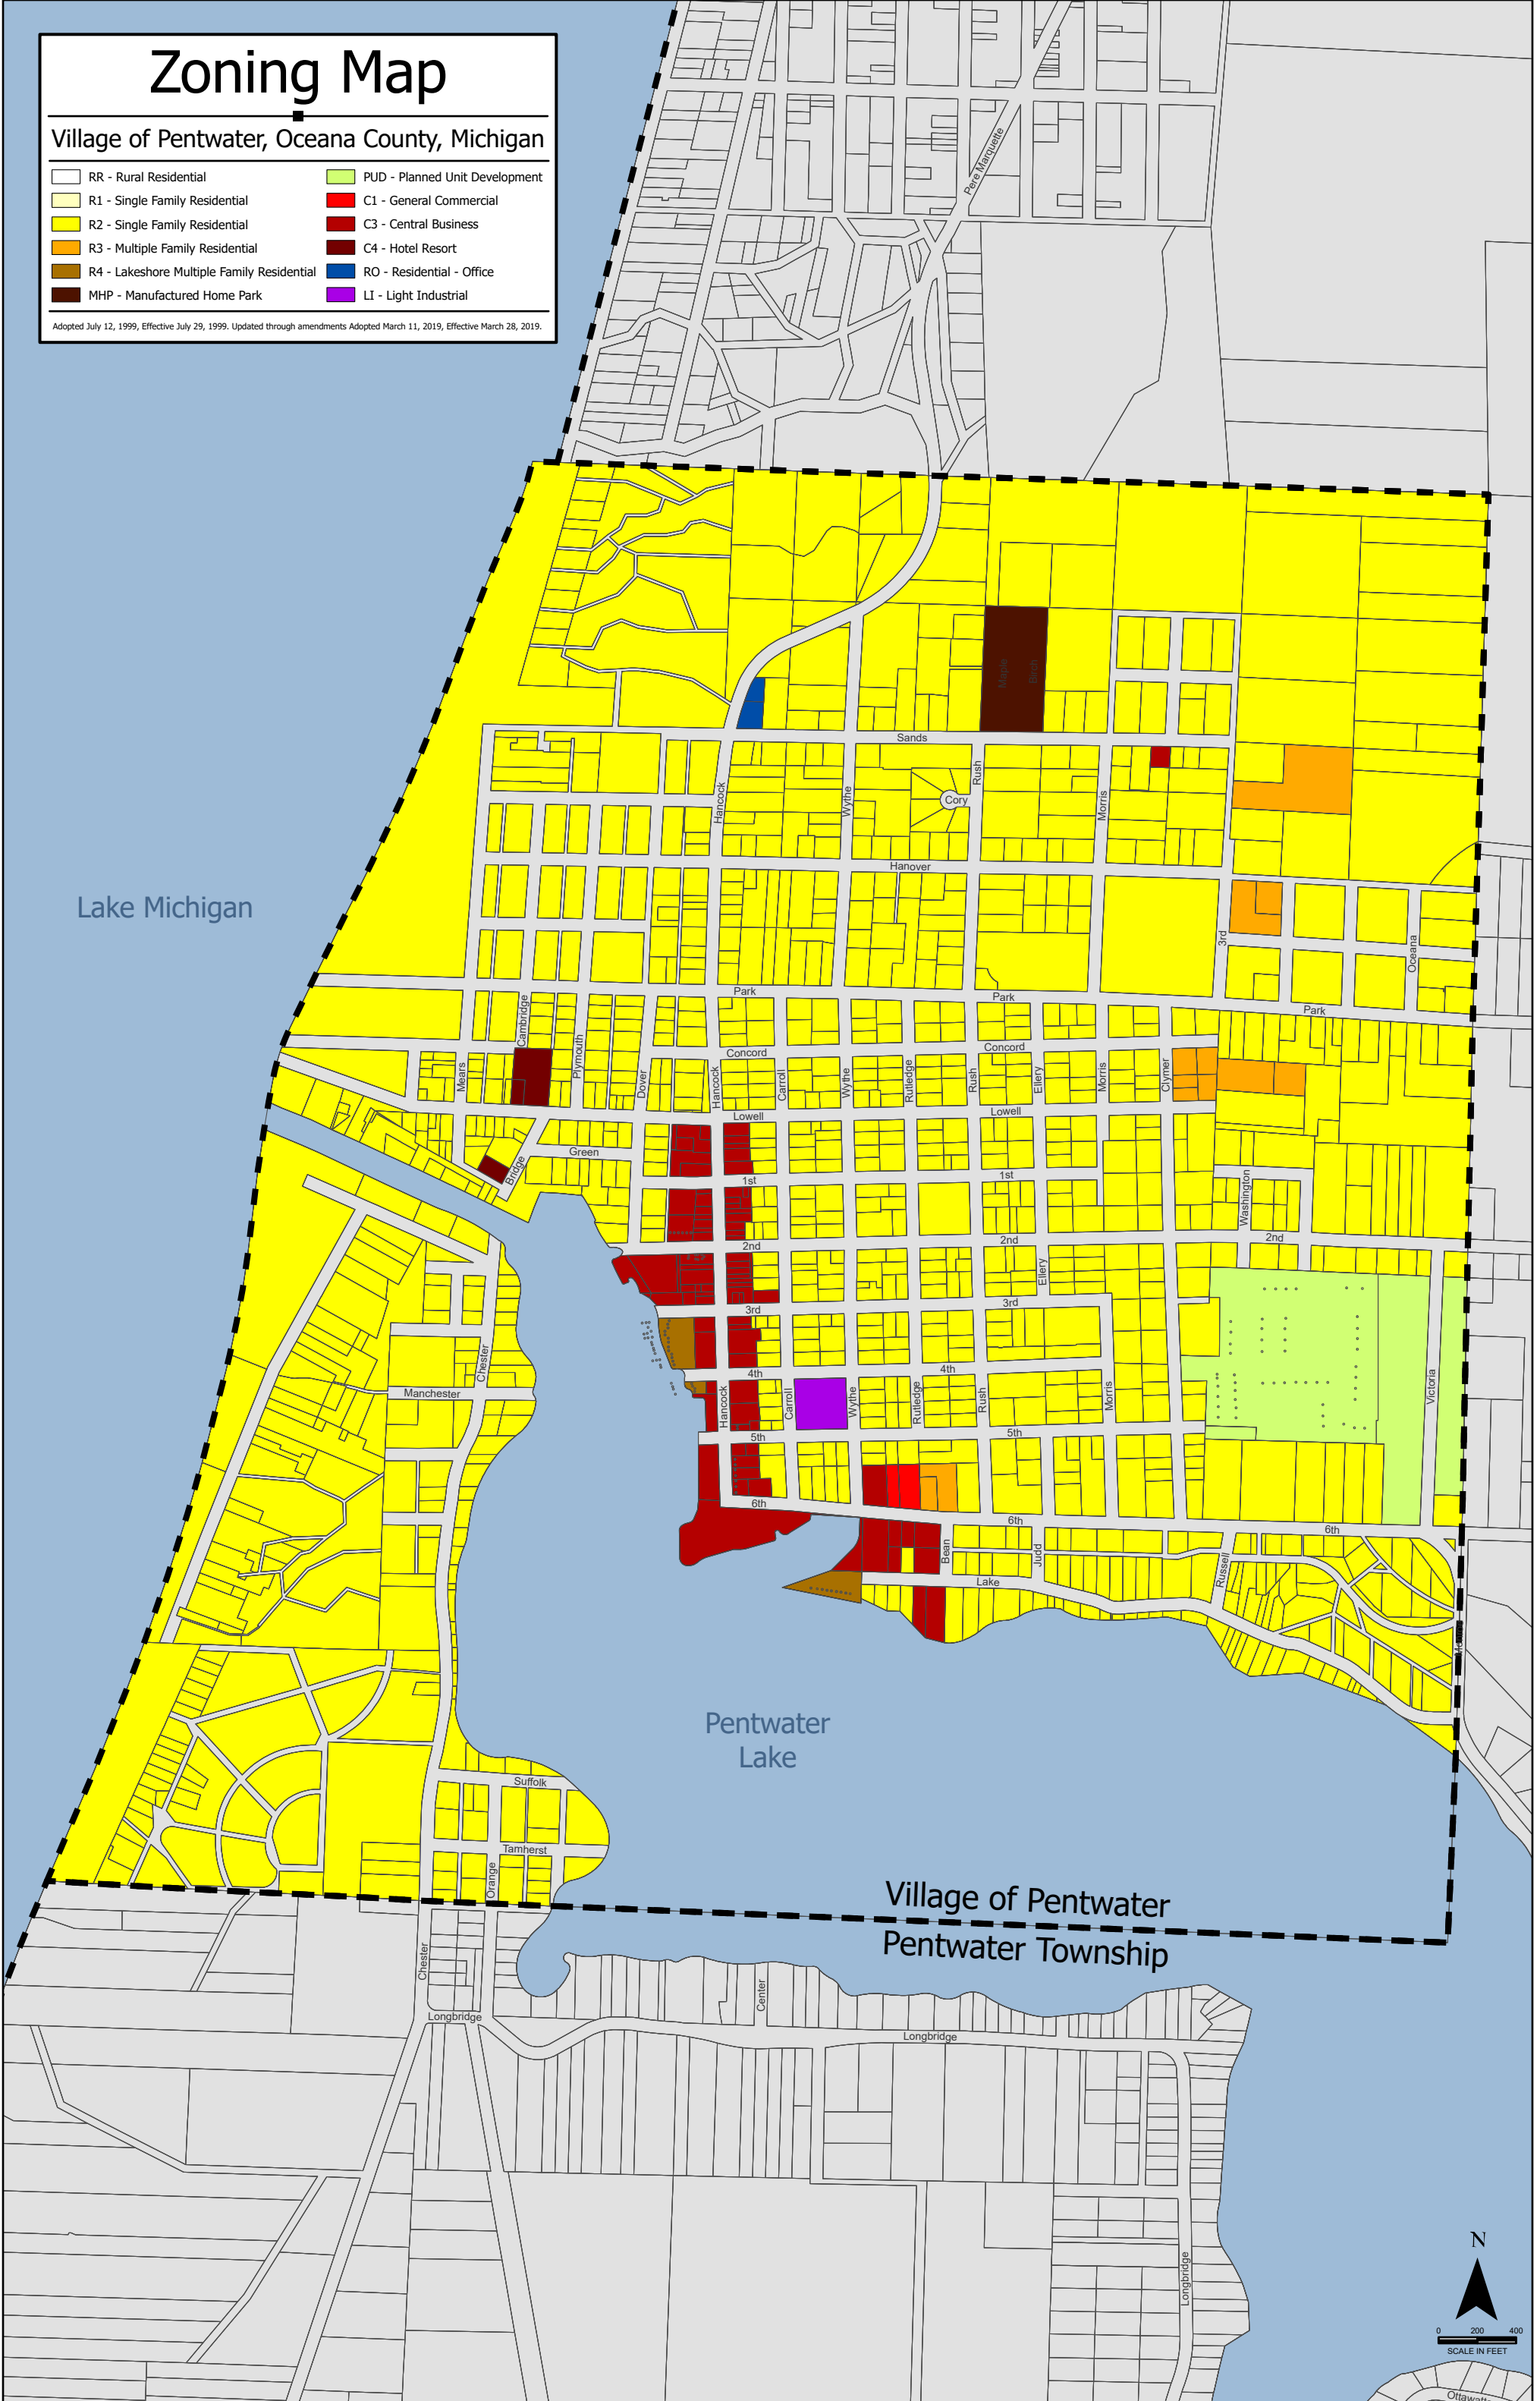 Zoning Map
Village of Pentwater, Oceana County, Michigan
RR - Rural Residential
R1 - Single Family Residential
R2 - Single Family Residential
R3 - Multiple Family Residential
R4 - Lakeshore Multiple Family Residential
MHP - Manufactured Home Park
PUD - Planned Unit Development
C1 - General Commercial
C3 - Central Business
C4 - Hotel Resort
RO - Residential - Office
LI - Light Industrial
Adopted July 12, 1999, Effective July 29, 1999. Updated through amendments Adopted March 11, 2019, Effective March 28, 2019.
Pere Marquette
Maple
Birch
Sands
Hancock
Wythe
Cory
Rush
Morris
Hanover
Lake Michigan
3rd
Oceana
Park
Park
Park
Cambridge
Plymouth
Concord
Concord
Mears
Dover
Hancock
Carroll
Wythe
Rutledge
Rush
Ellery
Morris
Clymer
Lowell
Lowell
Green
Bridge
1st
1st
Washington
2nd
2nd
2nd
Ellery
3rd
3rd
Chester
4th
4th
Manchester
Hancock
Carroll
Wythe
Rutledge
Rush
Morris
Victoria
5th
5th
6th
6th
6th
Bean
Judd
Russell
Lake
Pentwater
Lake
Suffolk
Tamherst
Orange
Village of Pentwater
Pentwater Township
Chester
Center
Longbridge
Longbridge
Longbridge
N
0 200 400
SCALE IN FEET